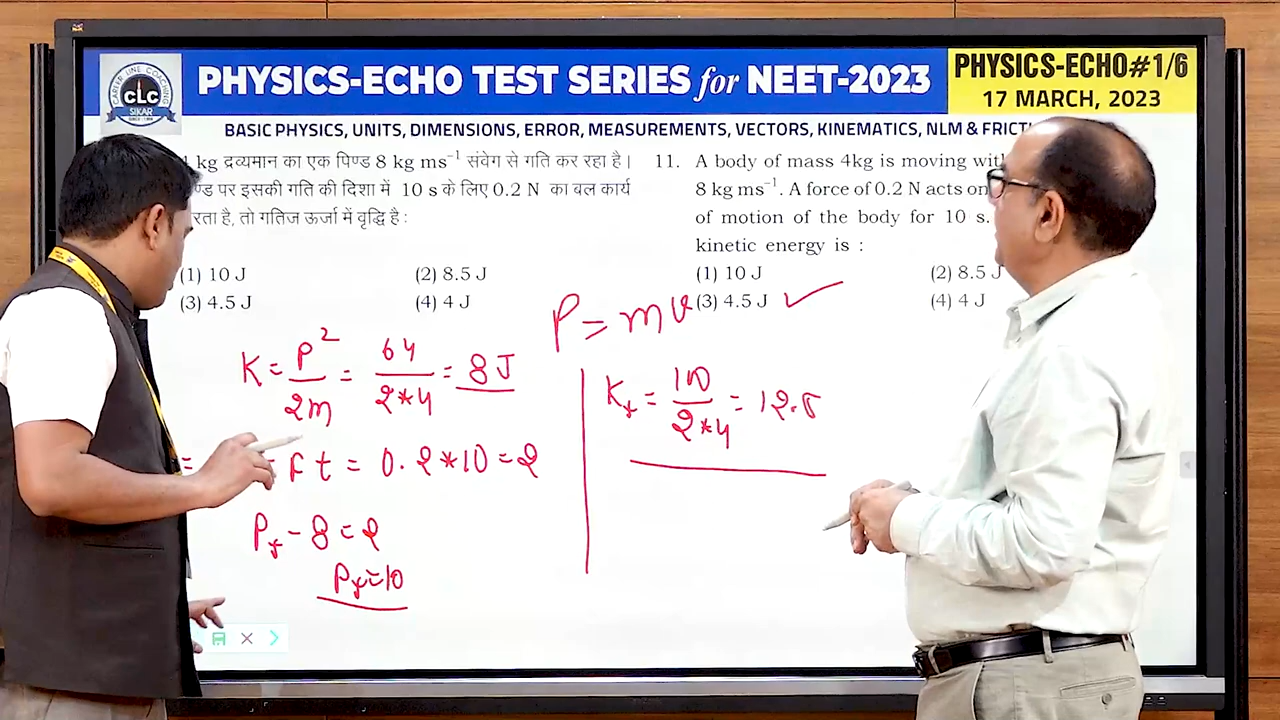 PHYSICS-ECHO TEST SERIES for NEET-2023
PHYSICS-ECHO#1/6
17 MARCH, 2023
CAREER LINE COACHING
CLC
SIKAR
BASIC PHYSICS, UNITS, DIMENSIONS, ERROR, MEASUREMENTS, VECTORS, KINEMATICS, NLM &
kg द्रव्यमान का एक पिण्ड 8 kg ms⁻¹ संवेग से गति कर रहा है।
पर इसकी गति की दिशा में 10 s के लिए 0.2 N का बल कार्य
है, तो गतिज ऊर्जा में वृद्धि है :
(1) 10 J (2) 8.5 J
(3) 4.5 J (4) 4 J
11. A body of mass 4kg is moving
8 kg ms⁻¹. A force of 0.2 N acts on
of motion of the body for 10 s.
kinetic energy is :
(1) 10 J (2) 8.5 J
(3) 4.5 J ✓ (4) 4 J
P = mv
K = P²/2m = 64/2*4 = 8 J
= Ft = 0.2*10 = 2
Pf - 8 = 2
Pf = 10
Kf = 100/2*4 = 12.5